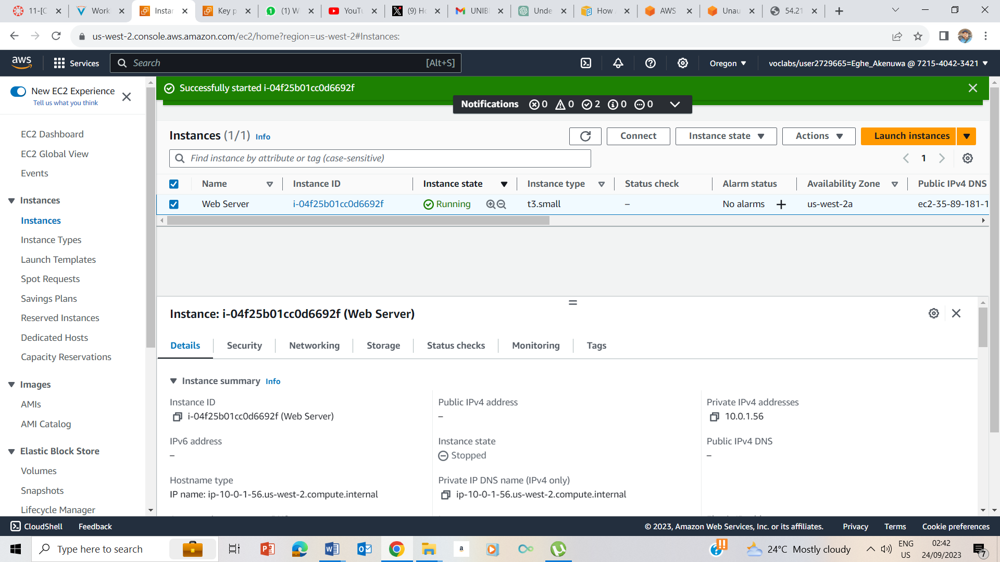 11-[C
Work
Instar
Key p
(1) W
YouTu
(9) Ho
UNIBI
Unde
How
AWS
Unau
54.21
us-west-2.console.aws.amazon.com/ec2/home?region=us-west-2#Instances:
aws
Services
Search
[Alt+S]
Oregon
voclabs/user2729665=Eghe_Akenuwa @ 7215-4042-3421
New EC2 Experience
Tell us what you think
EC2 Dashboard
EC2 Global View
Events
Instances
Instances
Instance Types
Launch Templates
Spot Requests
Savings Plans
Reserved Instances
Dedicated Hosts
Capacity Reservations
Images
AMIs
AMI Catalog
Elastic Block Store
Volumes
Snapshots
Lifecycle Manager
Successfully started i-04f25b01cc0d6692f
Notifications 0 0 2 0 0
Instances (1/1) Info
Connect
Instance state
Actions
Launch instances
Find instance by attribute or tag (case-sensitive)
1
Name Instance ID Instance state Instance type Status check Alarm status Availability Zone Public IPv4 DNS
Web Server i-04f25b01cc0d6692f Running t3.small – No alarms us-west-2a ec2-35-89-181-1
Instance: i-04f25b01cc0d6692f (Web Server)
Details Security Networking Storage Status checks Monitoring Tags
Instance summary Info
Instance ID
i-04f25b01cc0d6692f (Web Server)
Public IPv4 address
–
Private IPv4 addresses
10.0.1.56
IPv6 address
–
Instance state
Stopped
Public IPv4 DNS
–
Hostname type
IP name: ip-10-0-1-56.us-west-2.compute.internal
Private IP DNS name (IPv4 only)
ip-10-0-1-56.us-west-2.compute.internal
CloudShell
Feedback
© 2023, Amazon Web Services, Inc. or its affiliates.
Privacy
Terms
Cookie preferences
Type here to search
a
24°C Mostly cloudy
ENG
US
02:42
24/09/2023
7